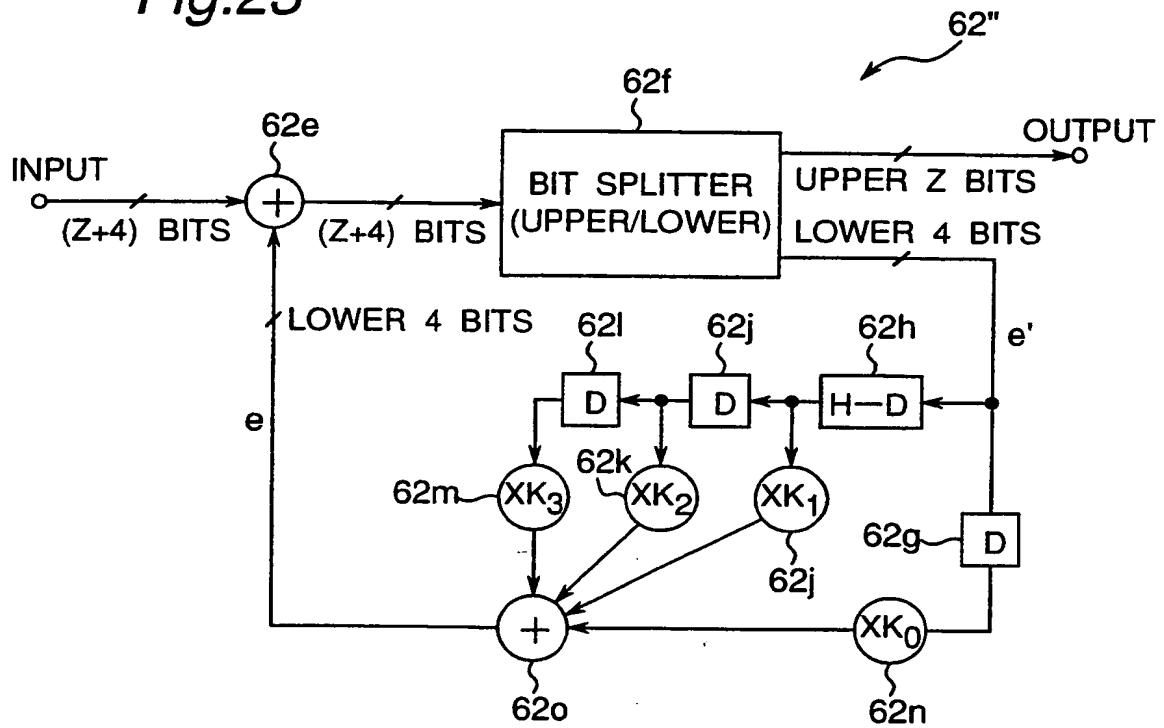 Fig.23
62"
62f
62e
OUTPUT
INPUT
BIT SPLITTER
(UPPER/LOWER)
UPPER Z BITS
(Z+4) BITS
(Z+4) BITS
LOWER 4 BITS
LOWER 4 BITS
62l
62j
62h
e'
D
D
H—D
e
62k
62m
XK3
XK2
XK1
62g
D
62j
+
+
XK0
62o
62n